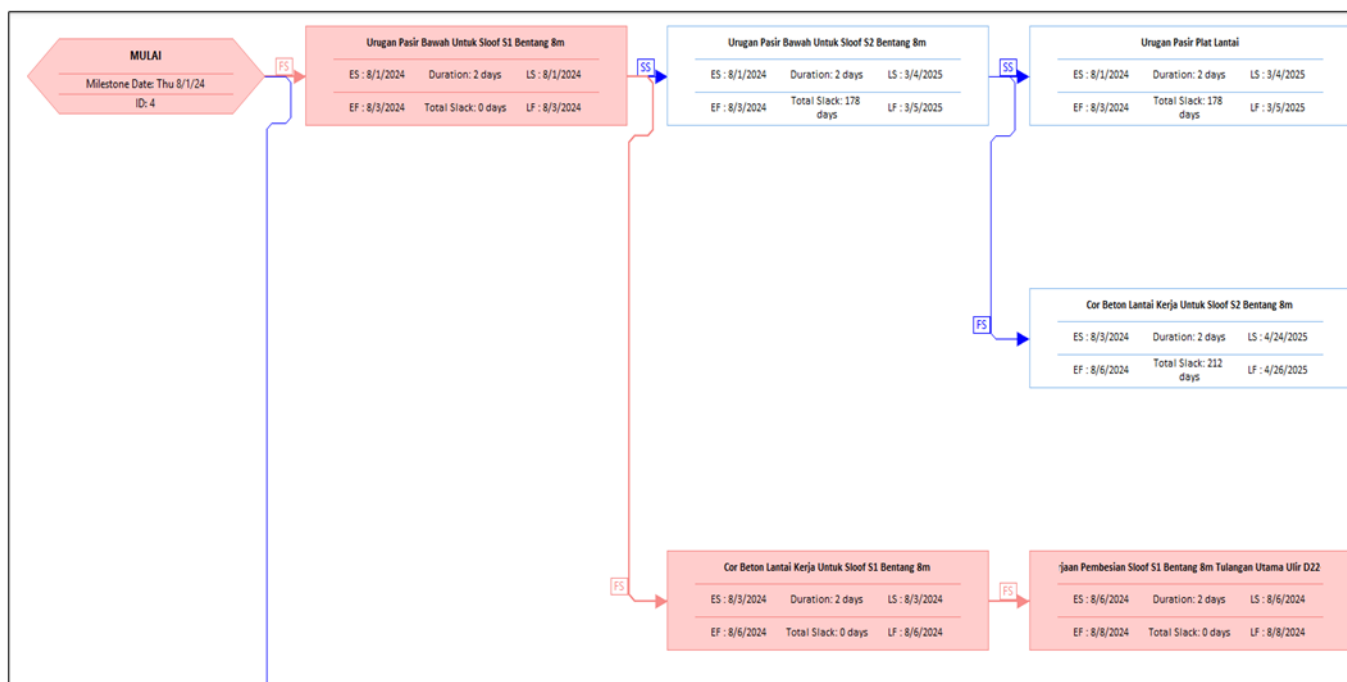 MULAI
Milestone Date: Thu 8/1/24
ID: 4
FS
Urugan Pasir Bawah Untuk Sloof S1 Bentang 8m
ES : 8/1/2024 Duration: 2 days LS : 8/1/2024
EF : 8/3/2024 Total Slack: 0 days LF : 8/3/2024
SS
Urugan Pasir Bawah Untuk Sloof S2 Bentang 8m
ES : 8/1/2024 Duration: 2 days LS : 3/4/2025
EF : 8/3/2024 Total Slack: 178 days LF : 3/5/2025
SS
Urugan Pasir Plat Lantai
ES : 8/1/2024 Duration: 2 days LS : 3/4/2025
EF : 8/3/2024 Total Slack: 178 days LF : 3/5/2025
FS
Cor Beton Lantai Kerja Untuk Sloof S2 Bentang 8m
ES : 8/3/2024 Duration: 2 days LS : 4/24/2025
EF : 8/6/2024 Total Slack: 212 days LF : 4/26/2025
FS
Cor Beton Lantai Kerja Untuk Sloof S1 Bentang 8m
ES : 8/3/2024 Duration: 2 days LS : 8/3/2024
EF : 8/6/2024 Total Slack: 0 days LF : 8/6/2024
FS
rjaan Pembesian Sloof S1 Bentang 8m Tulangan Utama Ulir D22
ES : 8/6/2024 Duration: 2 days LS : 8/6/2024
EF : 8/8/2024 Total Slack: 0 days LF : 8/8/2024